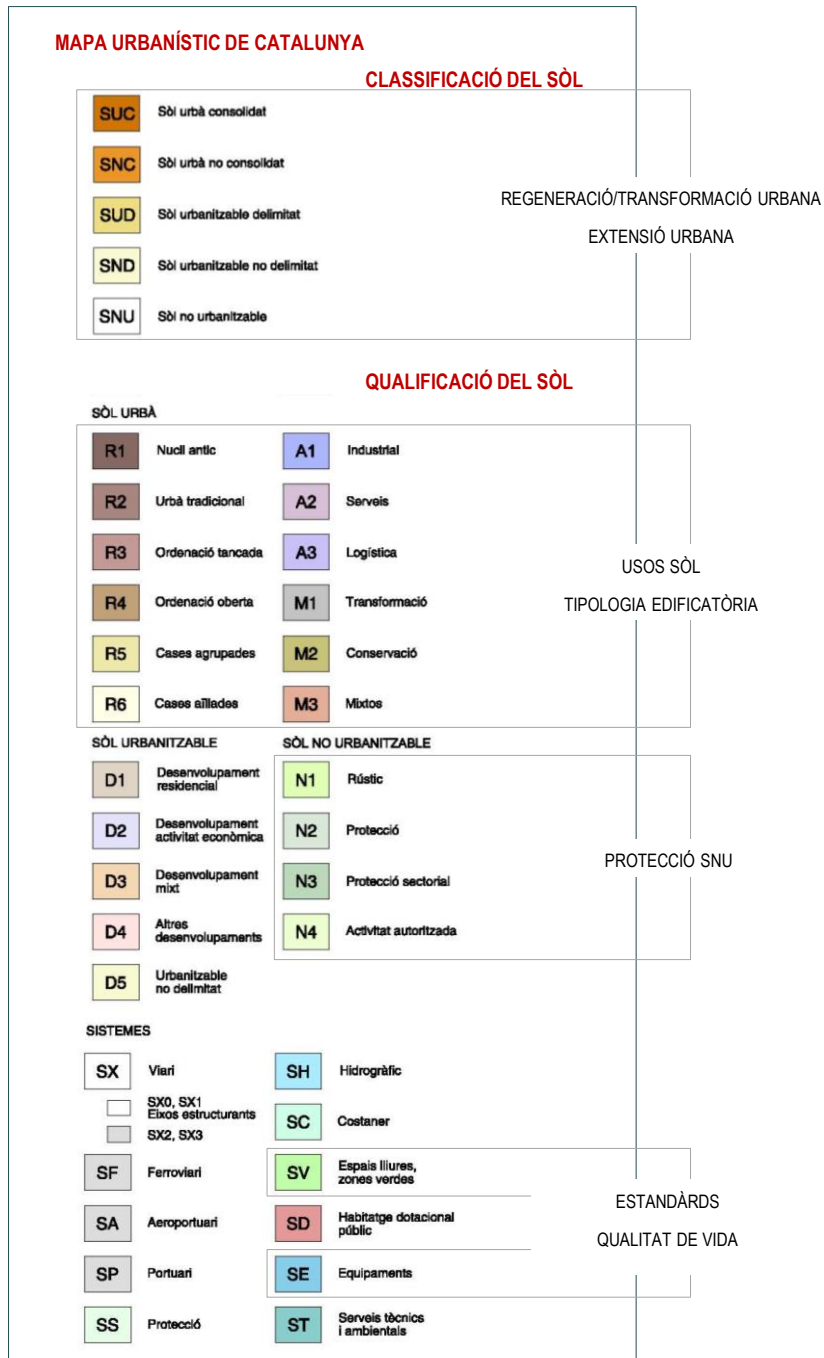 MAPA URBANÍSTIC DE CATALUNYA
CLASSIFICACIÓ DEL SÒL
SUC Sòl urbà consolidat
SNC Sòl urbà no consolidat
SUD Sòl urbanitzable delimitat
SND Sòl urbanitzable no delimitat
SNU Sòl no urbanitzable
REGENERACIÓ/TRANSFORMACIÓ URBANA
EXTENSIÓ URBANA
QUALIFICACIÓ DEL SÒL
SÒL URBÀ
R1 Nucli antic A1 Industrial
R2 Urbà tradicional A2 Serveis
R3 Ordenació tancada A3 Logística
R4 Ordenació oberta M1 Transformació
R5 Cases agrupades M2 Conservació
R6 Cases aïllades M3 Mixtos
USOS SÒL
TIPOLOGIA EDIFICATÒRIA
SÒL URBANITZABLE SÒL NO URBANITZABLE
D1 Desenvolupament
residencial
N1 Rústic
D2 Desenvolupament
activitat econòmica
N2 Protecció
D3 Desenvolupament
mixt
N3 Protecció sectorial
D4 Altres
desenvolupaments
N4 Activitat autoritzada
D5 Urbanitzable
no delimitat
PROTECCIÓ SNU
SISTEMES
SX Viari SH Hidrogràfic
SX0, SX1
Eixos estructurants
SX2, SX3
SC Costaner
SF Ferroviari
SV Espais lliures,
zones verdes
SA Aeroportuari
SD Habitatge dotacional
públic
SP Portuari SE Equipaments
SS Protecció
ST Serveis tècnics
i ambientals
ESTANDÀRDS
QUALITAT DE VIDA